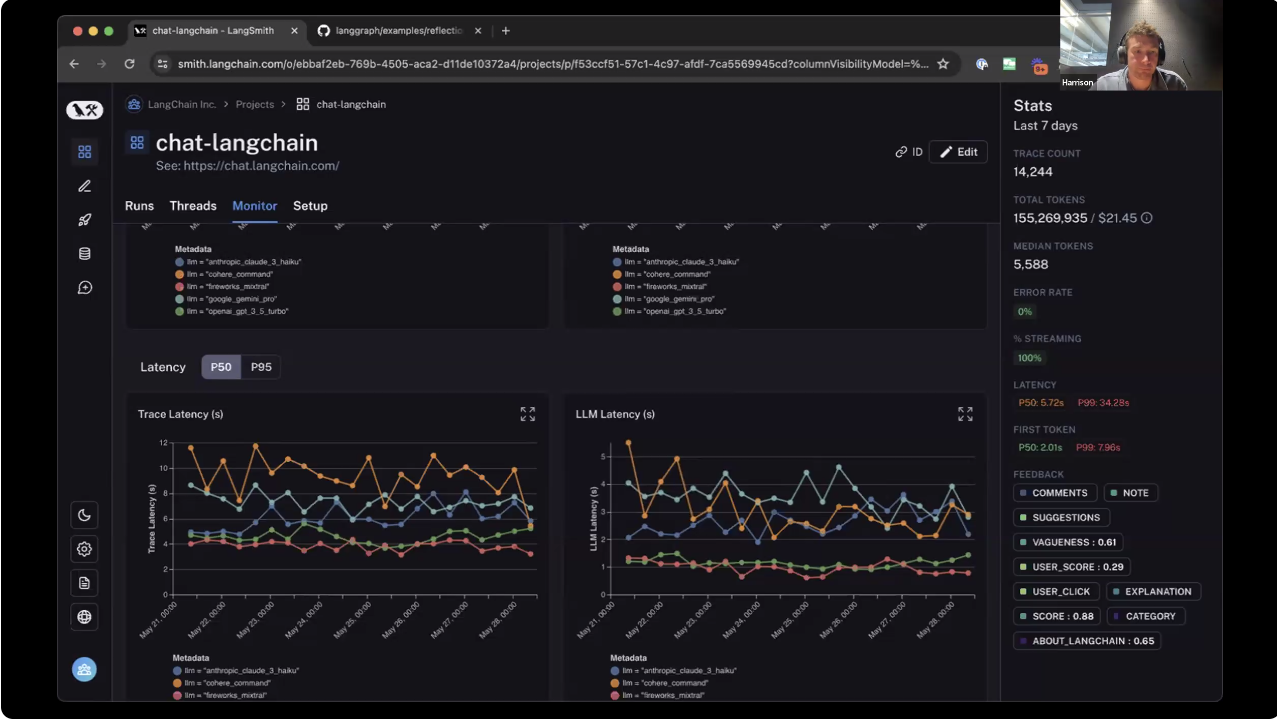 chat-langchain - LangSmith
langgraph/examples/reflectio
smith.langchain.com/o/ebbaf2eb-769b-4505-aca2-d11de10372a4/projects/p/f53ccf51-57c1-4c97-afdf-7ca5569945cd?columnVisibilityModel=%...
9+
Harrison
LangChain Inc. > Projects > chat-langchain
chat-langchain
See: https://chat.langchain.com/
ID
Edit
Runs Threads Monitor Setup
Metadata
llm = "anthropic_claude_3_haiku"
llm = "cohere_command"
llm = "fireworks_mixtral"
llm = "google_gemini_pro"
llm = "openai_gpt_3_5_turbo"
Metadata
llm = "anthropic_claude_3_haiku"
llm = "cohere_command"
llm = "fireworks_mixtral"
llm = "google_gemini_pro"
llm = "openai_gpt_3_5_turbo"
Latency P50 P95
Trace Latency (s)
Trace Latency (s)
12
10
8
6
4
2
0
May 21, 00:00
May 22, 00:00
May 23, 00:00
May 24, 00:00
May 25, 00:00
May 26, 00:00
May 27, 00:00
May 28, 00:00
Metadata
llm = "anthropic_claude_3_haiku"
llm = "cohere_command"
llm = "fireworks_mixtral"
LLM Latency (s)
LLM Latency (s)
5
4
3
2
1
0
May 21, 00:00
May 22, 00:00
May 23, 00:00
May 24, 00:00
May 25, 00:00
May 26, 00:00
May 27, 00:00
May 28, 00:00
Metadata
llm = "anthropic_claude_3_haiku"
llm = "cohere_command"
llm = "fireworks_mixtral"
Stats
Last 7 days
TRACE COUNT
14,244
TOTAL TOKENS
155,269,935 / $21.45
MEDIAN TOKENS
5,588
ERROR RATE
0%
% STREAMING
100%
LATENCY
P50: 5.72s P99: 34.28s
FIRST TOKEN
P50: 2.01s P99: 7.96s
FEEDBACK
COMMENTS NOTE
SUGGESTIONS
VAGUENESS : 0.61
USER_SCORE : 0.29
USER_CLICK EXPLANATION
SCORE : 0.88 CATEGORY
ABOUT_LANGCHAIN : 0.65